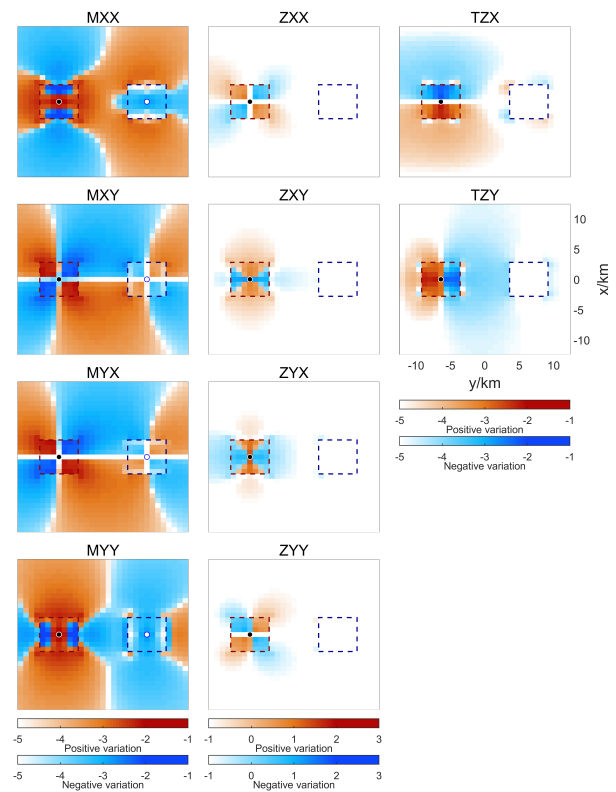 MXX ZXX TZX
MXY ZXY TZY
10
5
0
-5
-10
x/km
-10 -5 0 5 10
y/km
MYX ZYX
-5 -4 -3 -2 -1
Positive variation
-5 -4 -3 -2 -1
Negative variation
MYY ZYY
-5 -4 -3 -2 -1 -1 0 1 2 3
Positive variation Positive variation
-5 -4 -3 -2 -1 -1 0 1 2 3
Negative variation Negative variation